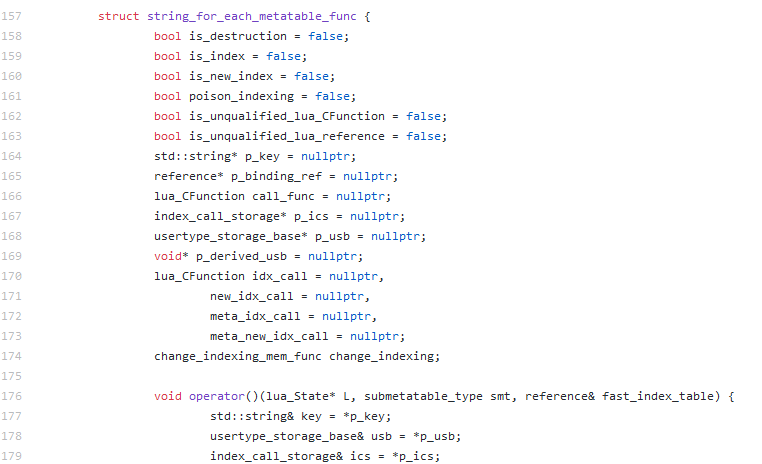 157 struct string_for_each_metatable_func {
158 bool is_destruction = false;
159 bool is_index = false;
160 bool is_new_index = false;
161 bool poison_indexing = false;
162 bool is_unqualified_lua_CFunction = false;
163 bool is_unqualified_lua_reference = false;
164 std::string* p_key = nullptr;
165 reference* p_binding_ref = nullptr;
166 lua_CFunction call_func = nullptr;
167 index_call_storage* p_ics = nullptr;
168 usertype_storage_base* p_usb = nullptr;
169 void* p_derived_usb = nullptr;
170 lua_CFunction idx_call = nullptr,
171 new_idx_call = nullptr,
172 meta_idx_call = nullptr,
173 meta_new_idx_call = nullptr;
174 change_indexing_mem_func change_indexing;
175
176 void operator()(lua_State* L, submetatable_type smt, reference& fast_index_table) {
177 std::string& key = *p_key;
178 usertype_storage_base& usb = *p_usb;
179 index_call_storage& ics = *p_ics;